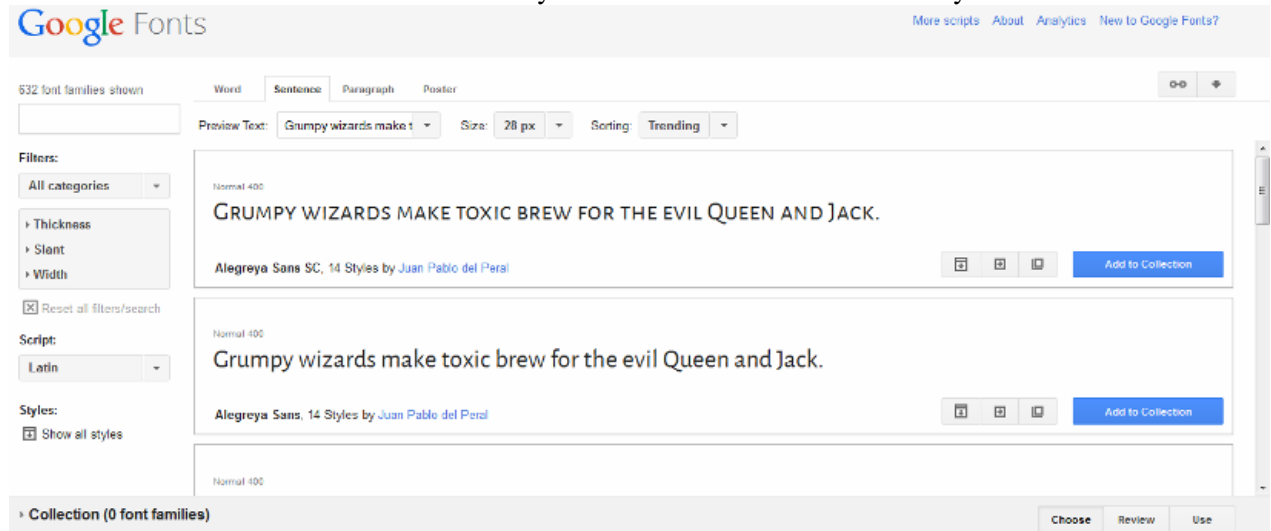 Google Fonts
More scripts About Analytics New to Google Fonts?
632 font families shown
Word Sentence Paragraph Poster
Preview Text: Grumpy wizards make t Size: 28 px Sorting: Trending
Filters:
All categories
Thickness
Slant
Width
Reset all filters/search
Script:
Latin
Styles:
Show all styles
Normal 400
GRUMPY WIZARDS MAKE TOXIC BREW FOR THE EVIL QUEEN AND JACK.
Alegreya Sans SC, 14 Styles by Juan Pablo del Peral
Add to Collection
Normal 400
Grumpy wizards make toxic brew for the evil Queen and Jack.
Alegreya Sans, 14 Styles by Juan Pablo del Peral
Add to Collection
Normal 400
Collection (0 font families)
Choose Review Use